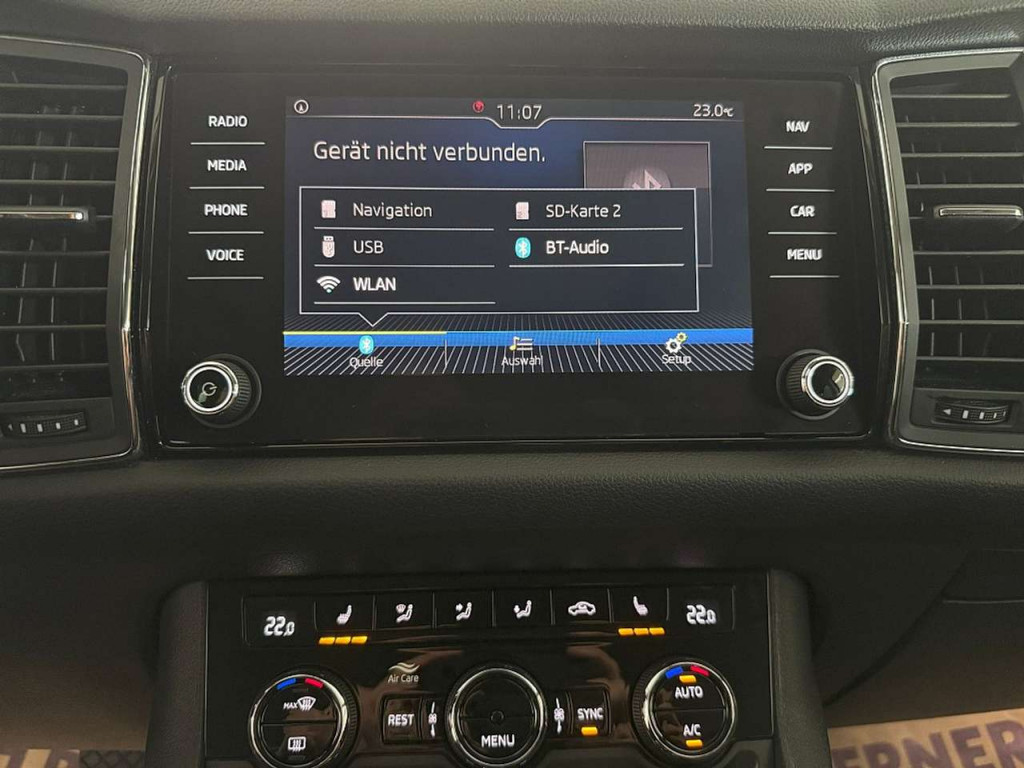 RADIO
MEDIA
PHONE
VOICE
11:07
23.0°C
Gerät nicht verbunden.
Navigation
SD-Karte 2
USB
BT-Audio
WLAN
Quelle
Auswahl
Setup
NAV
APP
CAR
MENU
22.0
22.0
Air Care
MAX
REST
MENU
SYNC
AUTO
A/C
ERNER